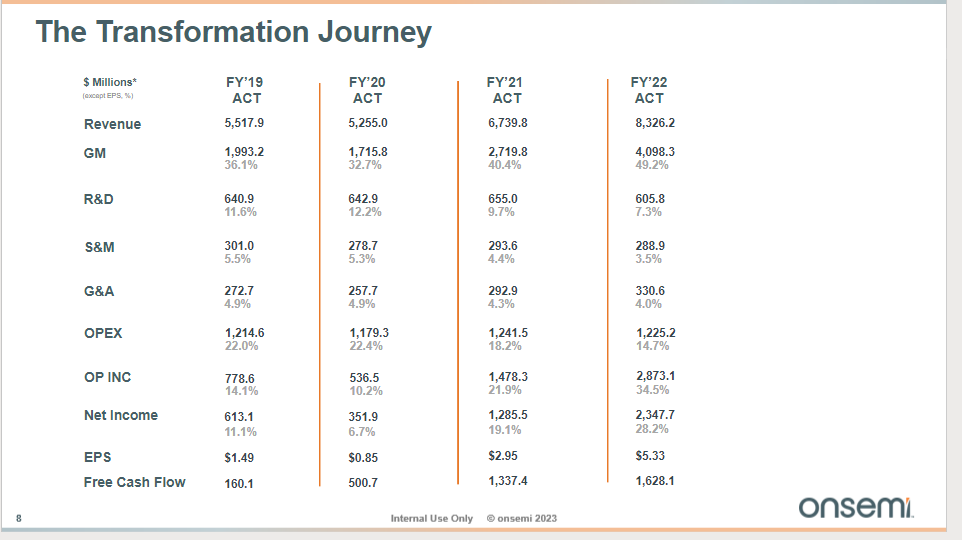 The Transformation Journey
$ Millions* FY’19 FY’20 FY’21 FY’22
(except EPS, %) ACT ACT ACT ACT
Revenue 5,517.9 5,255.0 6,739.8 8,326.2
GM 1,993.2 1,715.8 2,719.8 4,098.3
36.1% 32.7% 40.4% 49.2%
R&D 640.9 642.9 655.0 605.8
11.6% 12.2% 9.7% 7.3%
S&M 301.0 278.7 293.6 288.9
5.5% 5.3% 4.4% 3.5%
G&A 272.7 257.7 292.9 330.6
4.9% 4.9% 4.3% 4.0%
OPEX 1,214.6 1,179.3 1,241.5 1,225.2
22.0% 22.4% 18.2% 14.7%
OP INC 778.6 536.5 1,478.3 2,873.1
14.1% 10.2% 21.9% 34.5%
Net Income 613.1 351.9 1,285.5 2,347.7
11.1% 6.7% 19.1% 28.2%
EPS $1.49 $0.85 $2.95 $5.33
Free Cash Flow 160.1 500.7 1,337.4 1,628.1
8 Internal Use Only © onsemi 2023 onsemi